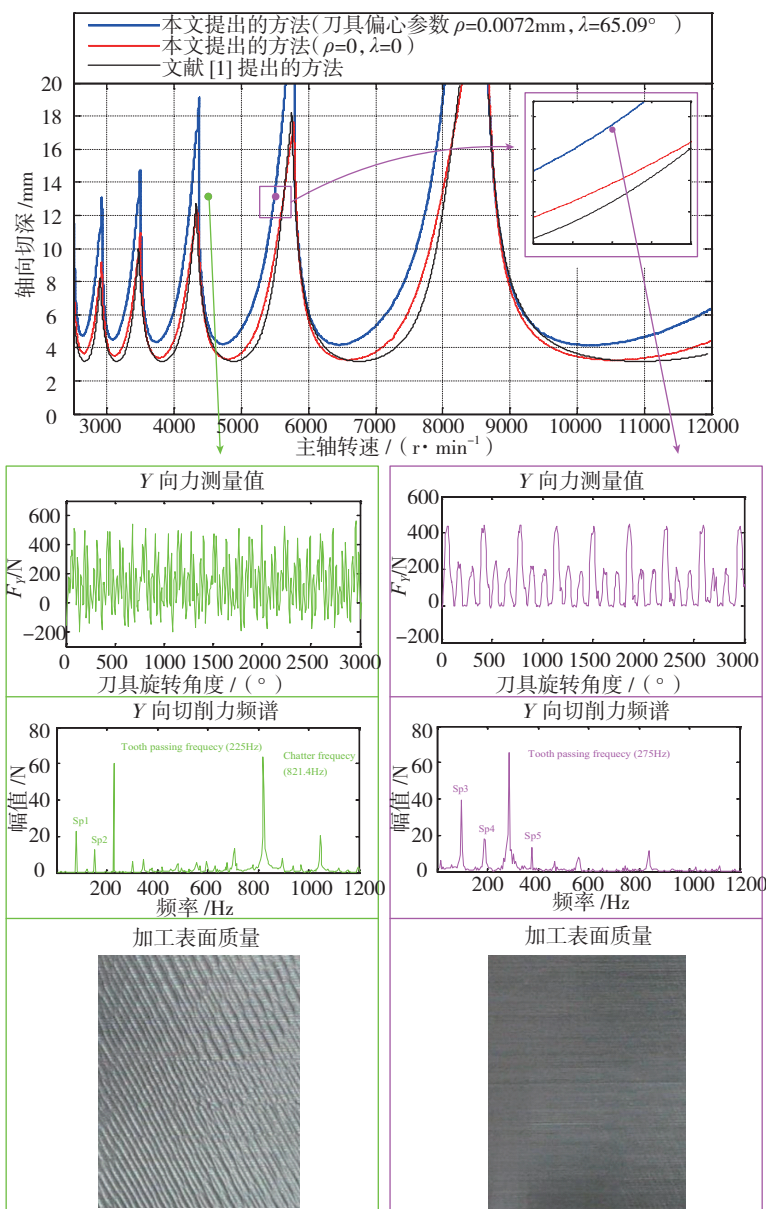 本文提出的方法(刀具偏心参数 ρ=0.0072mm, λ=65.09° )
本文提出的方法(ρ=0, λ=0)
文献 [1] 提出的方法
轴向切深 /mm
20
18
16
14
12
10
8
6
4
2
0
3000 4000 5000 6000 7000 8000 9000 10000 11000 12000
主轴转速 / ( r· min⁻¹ )
Y 向力测量值
F_Y/N
600
400
200
0
−200
0 500 1000 1500 2000 2500 3000
刀具旋转角度 / ( ° )
Y 向切削力频谱
幅值 /N
80
60
40
20
0
Tooth passing frequecy (225Hz)
Chatter frequecy
(821.4Hz)
Sp1
Sp2
200 400 600 800 1000 1200
频率 /Hz
加工表面质量
Y 向力测量值
F_Y/N
600
400
200
0
−200
0 500 1000 1500 2000 2500 3000
刀具旋转角度 / ( ° )
Y 向切削力频谱
幅值 /N
80
60
40
20
0
Tooth passing frequecy (275Hz)
Sp3
Sp4
Sp5
200 400 600 800 1000 1200
频率 /Hz
加工表面质量